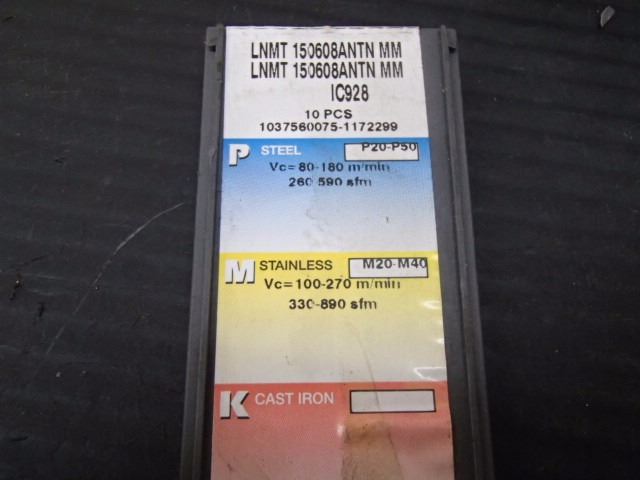 LNMT 150608ANTN MM
LNMT 150608ANTN MM
IC928
10 PCS
1037560075-1172299
P STEEL P20-P50
Vc= 80-180 m/min
260-590 sfm
M STAINLESS M20-M40
Vc= 100-270 m/min
330-890 sfm
K CAST IRON